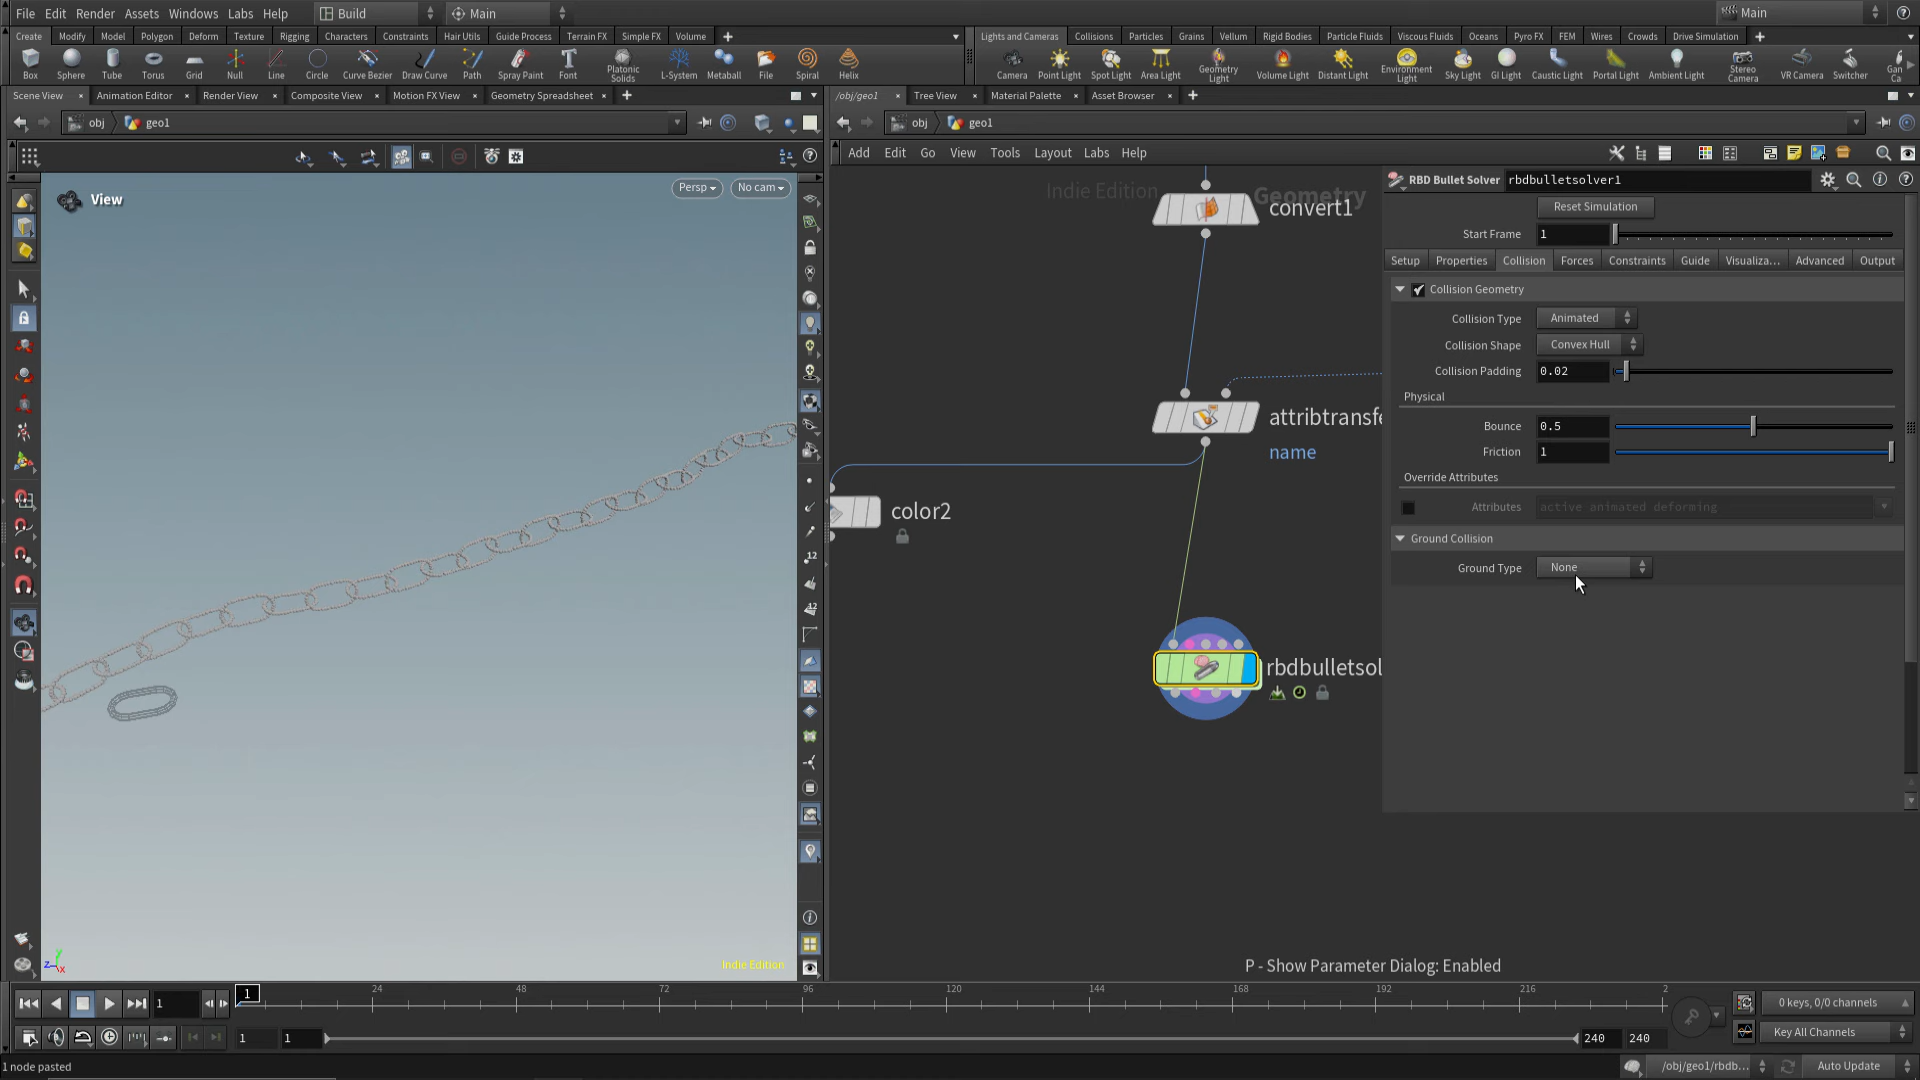 File Edit Render Assets Windows Labs Help Build Main Main
Create Modify Model Polygon Deform Texture Rigging Characters Constraints Hair Utils Guide Process Terrain FX Simple FX Volume
Lights and Cameras Collisions Particles Grains Vellum Rigid Bodies Particle Fluids Viscous Fluids Oceans Pyro FX FEM Wires Crowds Drive Simulation
Box Sphere Tube Torus Grid Null Line Circle Curve Bezier Draw Curve Path Spray Paint Font Platonic Solids L-System Metaball File Spiral Helix
Camera Point Light Spot Light Area Light Geometry Light Volume Light Distant Light Environment Light Sky Light GI Light Caustic Light Portal Light Ambient Light Stereo Camera VR Camera Switcher Gan Ca
Scene View Animation Editor Render View Composite View Motion FX View Geometry Spreadsheet
/obj/geo1 Tree View Material Palette Asset Browser
obj geo1
obj geo1
Add Edit Go View Tools Layout Labs Help
View
Persp
No cam
Indie Edition
Geometry
convert1
attribtransfe
name
color2
rbdbulletsol
RBD Bullet Solver rbdbulletsolver1
Reset Simulation
Start Frame 1
Setup Properties Collision Forces Constraints Guide Visualiza... Advanced Output
Collision Geometry
Collision Type Animated
Collision Shape Convex Hull
Collision Padding 0.02
Physical
Bounce 0.5
Friction 1
Override Attributes
Attributes active animated deforming
Ground Collision
Ground Type None
12
12
z y x
Indie Edition
P - Show Parameter Dialog: Enabled
1 1 24 48 72 96 120 144 168 192 216 2
0 keys, 0/0 channels
1 1 240 240
Key All Channels
1 node pasted
/obj/geo1/rbdb...
Auto Update